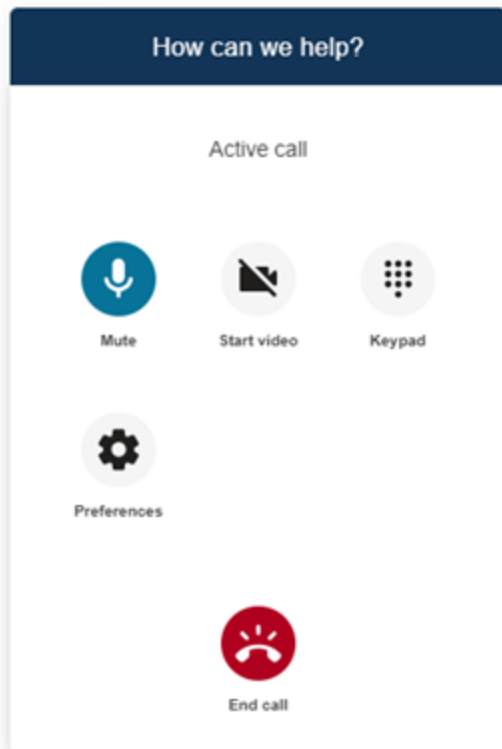 How can we help?
Active call
Mute Start video Keypad
Preferences
End call